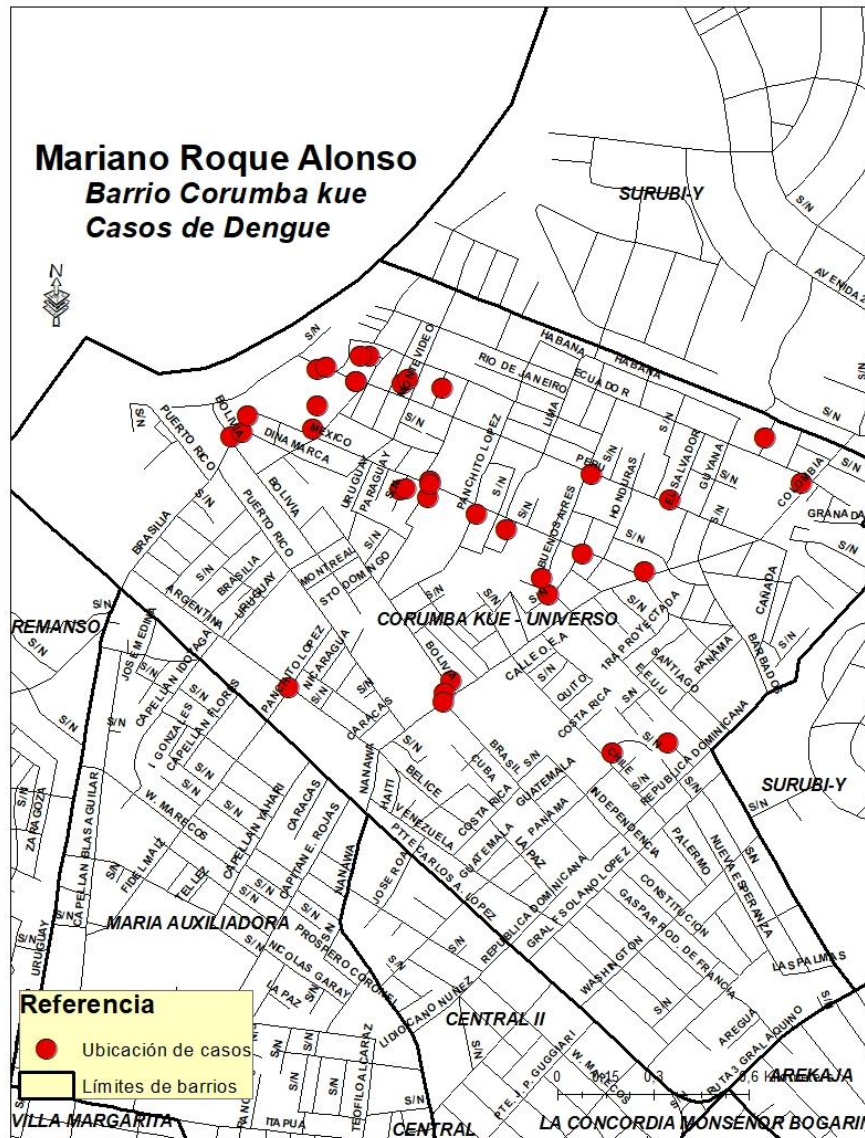 Mariano Roque Alonso
Barrio Corumba kue
Casos de Dengue
N
SURUBI-Y
S/N
AVENIDA 2
S/N
S/N
HABANA
HABANA
MONTEVIDEO
RIO DE JANEIRO
ECUADOR
S/N
S/N
BOLIVIA
PUERTO RICO
MEXICO
DINAMARCA
LIMA
S/N
EL SALVADOR
GUYANA
S/N
S/N
S/N
COLOMBIA
PERU
HONDURAS
PANCHITO LOPEZ
URUGUAY
PARAGUAY
BOLIVIA
S/N
S/N
GRANADA
S/N
S/N
PUERTO RICO
BUENOS AIRES
S/N
S/N
BRASILIA
MONTREAL
S/N
STO DOMINGO
CAÑADA
S/N
BRASILIA
ARGENTINA
URUGUAY
S/N
S/N
REMANSO
S/N
JOSE MEDINA
CAPELLAN IDOYAGA
CORUMBA KUE - UNIVERSO
1RA PROYECTADA
PANAMA
SANTIAGO
E.E.U.U
BARBADOS
S/N
BOLIVIA
CALLE O.E.A
S/N
QUITO
COSTA RICA
S/N
PANCHITO LOPEZ
NICARAGUA
S/N
CARACAS
I GONZALES
CAPELLAN FLORES
S/N
S/N
BRASIL
S/N
CUBA
CHILE
S/N
S/N
REPUBLICA DOMINICANA
SURUBI-Y
S/N
ZARAGOZA
S/N
CAPELLAN BLAS AGUILAR
W. MARECOS
CAPELLAN YAHARI
CARACAS
CAPITAN E. ROJAS
NANAWA
HAITI
BELICE
VENEZUELA
COSTA RICA
GUATEMALA
GUATEMALA
PANAMA
LA PAZ
INDEPENDENCIA
PALERMO
NUEVA ESPERANZA
S/N
PTTE CARLOS A. LOPEZ
FIDEL MAIZ
TELLEZ
S/N
NANAWA
JOSE ROA
REPUBLICA DOMINICANA
GRAL F SOLANO LOPEZ
CONSTITUCION
GASPAR ROD. DE FRANCIA
MARIA AUXILIADORA
S/N
PROSPERO CORONEL
NICOLAS GARAY
LA PAZ
S/N
S/N
WASHINGTON
LAS PALMAS
URUGUAY
S/N
LIDIO CANO NUÑEZ
CENTRAL II
S/N
S/N
AREGUA
RUTA 3 GRAL AQUINO
Referencia
Ubicación de casos
Límites de barrios
TEOFILO ALCARAZ
S/N
S/N
PTE. J. P. GUGGIARI
W. MARECOS
0 0,15 0,3 0,6
S/N
AREKAJA
VILLA MARGARITA
ITAPUA
CENTRAL
LA CONCORDIA
MONSEÑOR BOGARIN